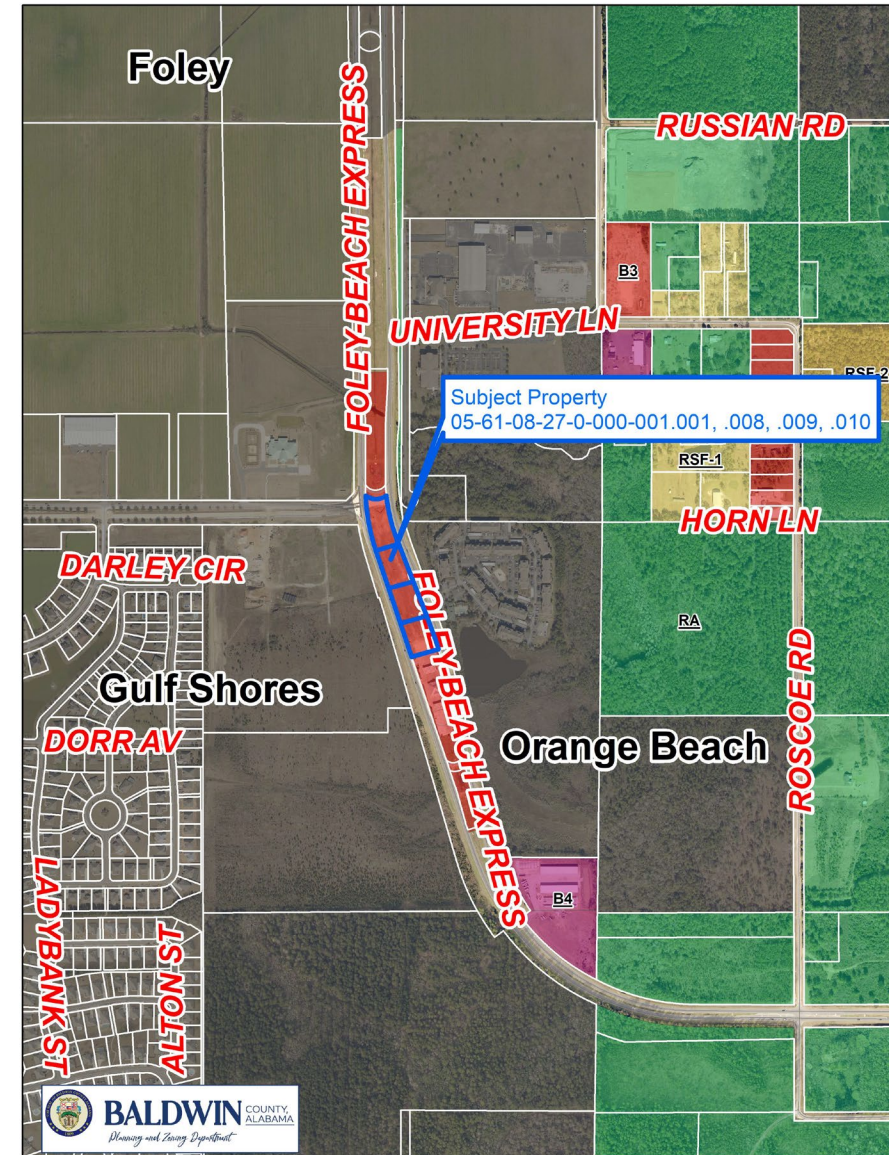 Foley
FOLEY-BEACH EXPRESS
RUSSIAN RD
B3
UNIVERSITY LN
RSF-2
Subject Property
05-61-08-27-0-000-001.001, .008, .009, .010
RSF-1
HORN LN
DARLEY CIR
FOLEY-BEACH EXPRESS
RA
ROSCOE RD
Gulf Shores
DORR AV
Orange Beach
LADYBANK ST
ALTON ST
B4
BALDWIN COUNTY,
ALABAMA
Planning and Zoning Department